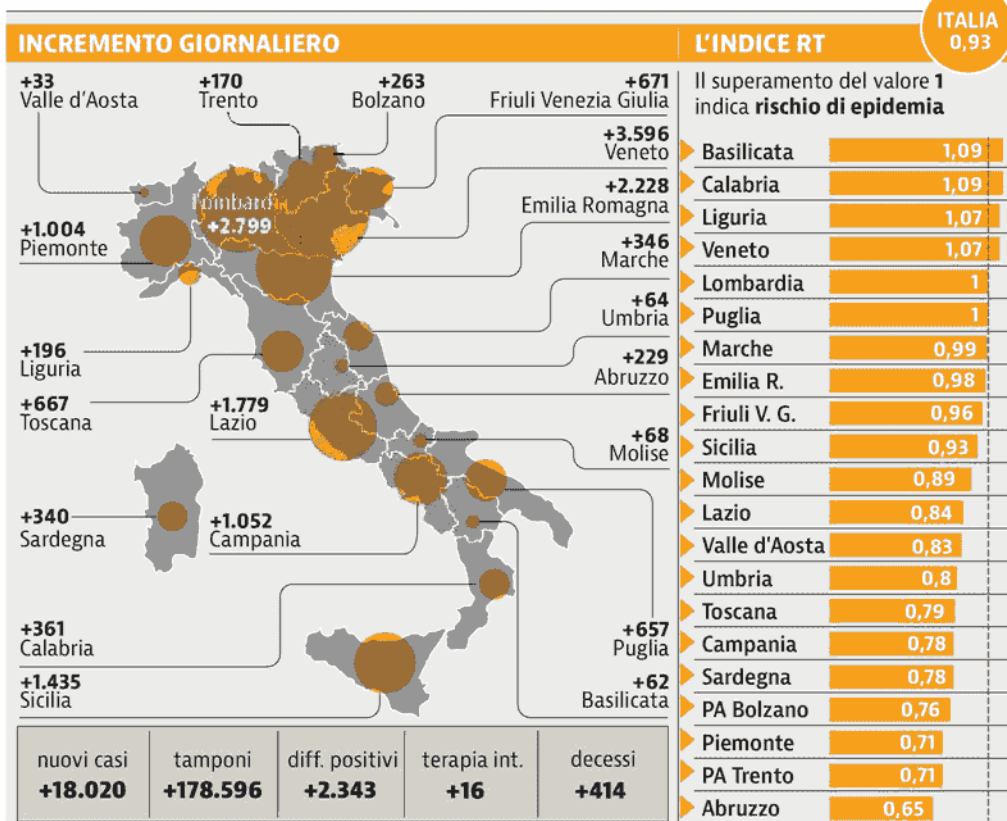 ITALIA
0,93
INCREMENTO GIORNALIERO
L'INDICE RT
Il superamento del valore 1
indica rischio di epidemia
+33
Valle d'Aosta
+170
Trento
+263
Bolzano
+671
Friuli Venezia Giulia
+3.596
Veneto
+2.228
Emilia Romagna
Lombardi
+2.799
+1.004
Piemonte
+346
Marche
+64
Umbria
+196
Liguria
+229
Abruzzo
+667
Toscana
+1.779
Lazio
+68
Molise
+340
Sardegna
+1.052
Campania
+361
Calabria
+657
Puglia
+1.435
Sicilia
+62
Basilicata
nuovi casi
+18.020
tamponi
+178.596
diff. positivi
+2.343
terapia int.
+16
decessi
+414
Basilicata 1,09
Calabria 1,09
Liguria 1,07
Veneto 1,07
Lombardia 1
Puglia 1
Marche 0,99
Emilia R. 0,98
Friuli V. G. 0,96
Sicilia 0,93
Molise 0,89
Lazio 0,84
Valle d'Aosta 0,83
Umbria 0,8
Toscana 0,79
Campania 0,78
Sardegna 0,78
PA Bolzano 0,76
Piemonte 0,71
PA Trento 0,71
Abruzzo 0,65